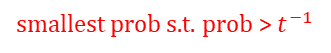 smallest prob s.t. prob > t⁻¹